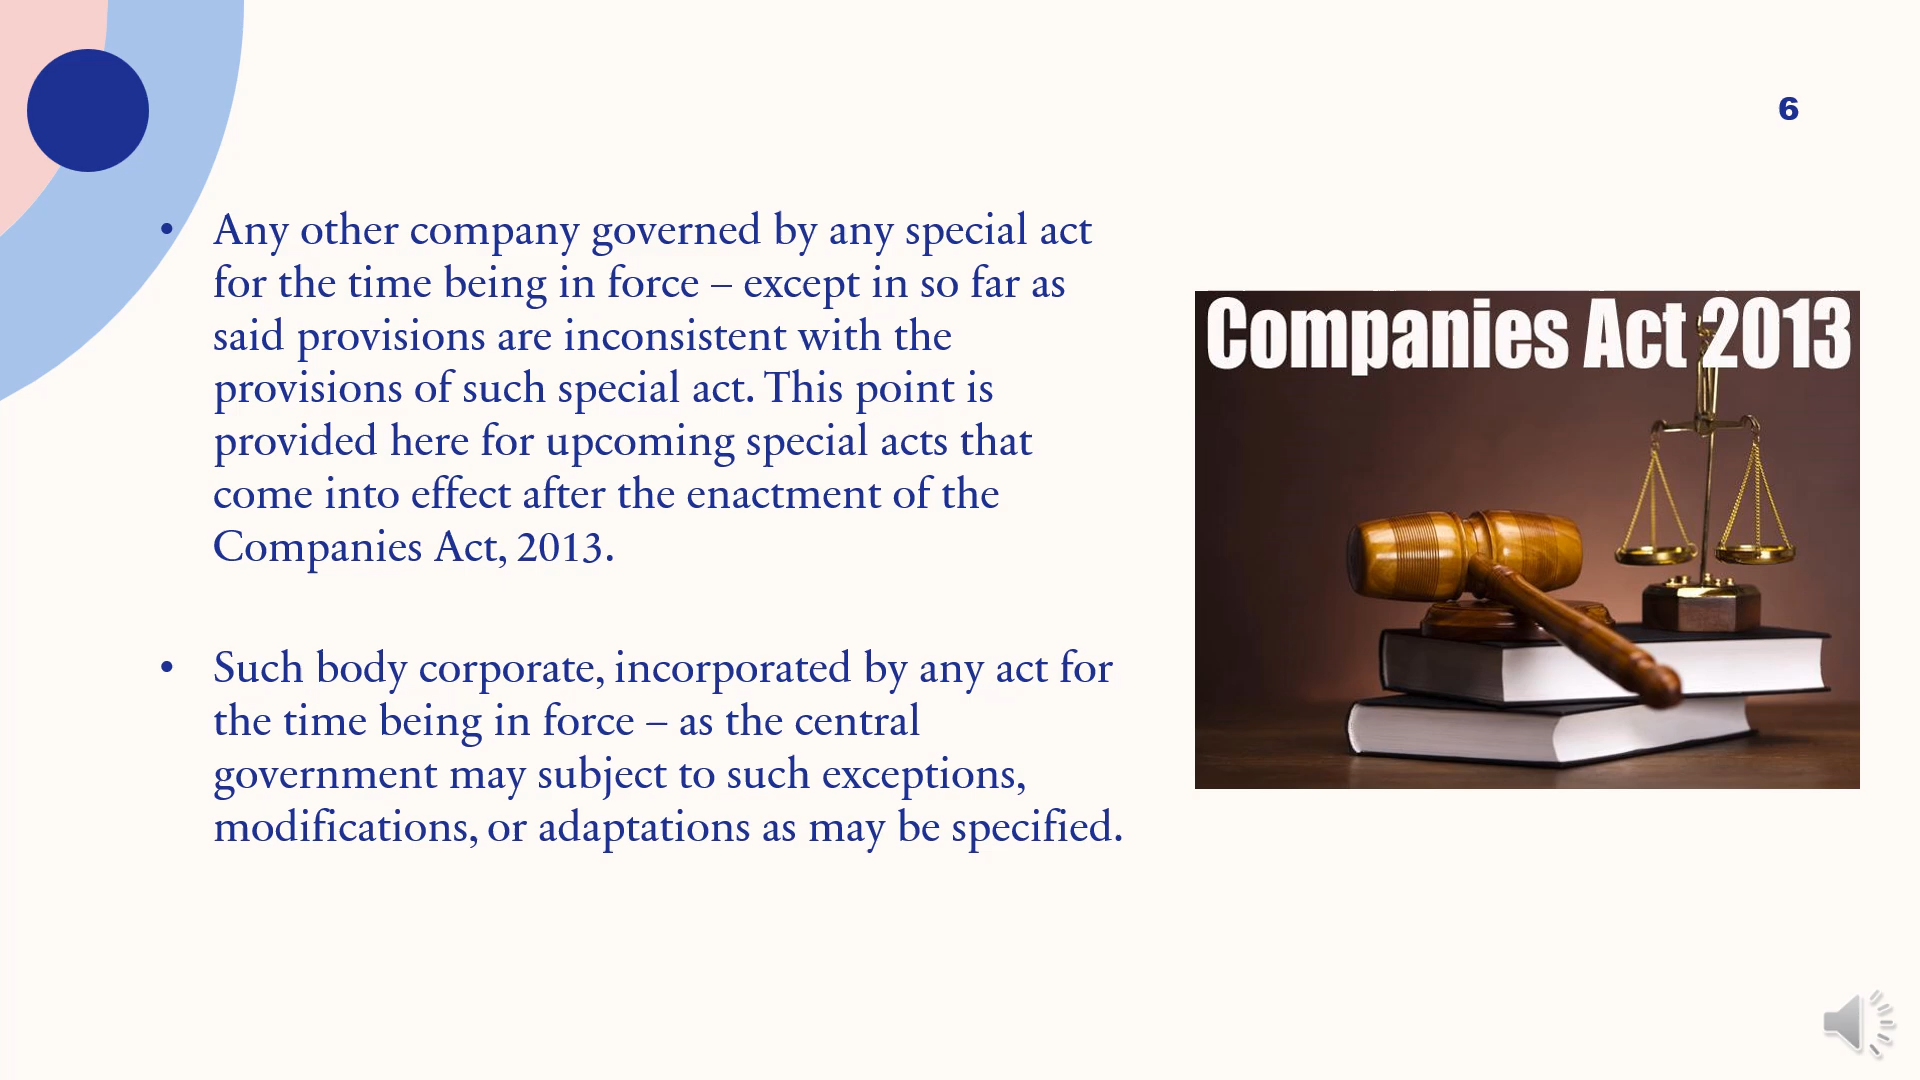 6
• Any other company governed by any special act
for the time being in force – except in so far as
said provisions are inconsistent with the
provisions of such special act. This point is
provided here for upcoming special acts that
come into effect after the enactment of the
Companies Act, 2013.
• Such body corporate, incorporated by any act for
the time being in force – as the central
government may subject to such exceptions,
modifications, or adaptations as may be specified.
Companies Act 2013